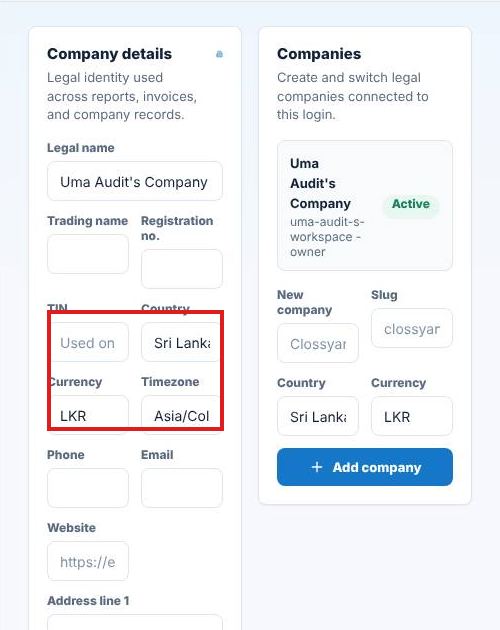 Company details
Legal identity used
across reports, invoices,
and company records.
Legal name
Uma Audit's Company
Trading name
Registration
no.
TIN
Country
Used on
Sri Lanka
Currency
Timezone
LKR
Asia/Col
Phone
Email
Website
https://e
Address line 1
Companies
Create and switch legal
companies connected to
this login.
Uma
Audit's
Company
uma-audit-s-
workspace -
owner
Active
New
company
Slug
Clossyar
clossyar
Country
Currency
Sri Lanka
LKR
+ Add company